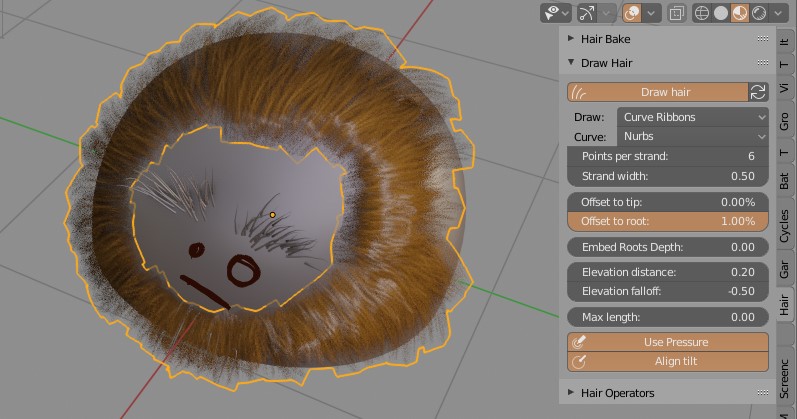 Hair Bake
Draw Hair
Draw hair
Draw: Curve Ribbons
Curve: Nurbs
Points per strand: 6
Strand width: 0.50
Offset to tip: 0.00%
Offset to root: 1.00%
Embed Roots Depth: 0.00
Elevation distance: 0.20
Elevation falloff: -0.50
Max length: 0.00
Use Pressure
Align tilt
Hair Operators
It
T
Vi
Gro
T
Cycles
Gar
Hair
Screenc
M